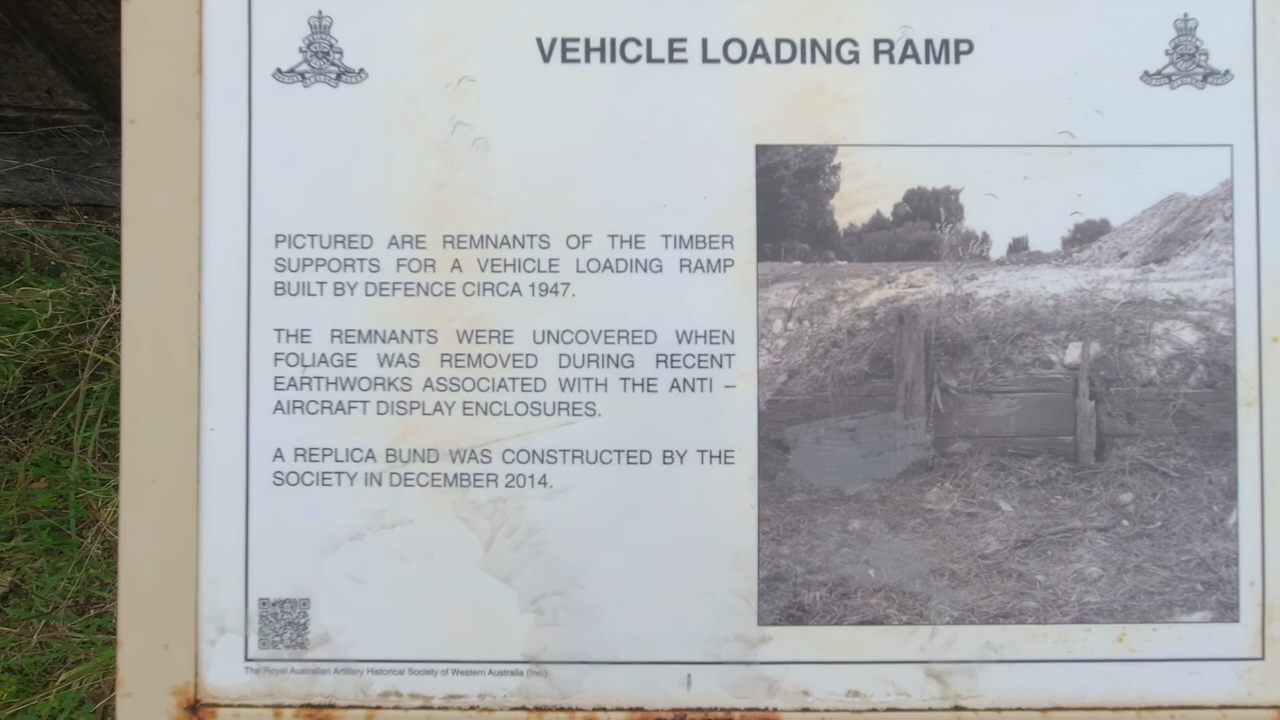 VEHICLE LOADING RAMP
PICTURED ARE REMNANTS OF THE TIMBER
SUPPORTS FOR A VEHICLE LOADING RAMP
BUILT BY DEFENCE CIRCA 1947.
THE REMNANTS WERE UNCOVERED WHEN
FOLIAGE WAS REMOVED DURING RECENT
EARTHWORKS ASSOCIATED WITH THE ANTI –
AIRCRAFT DISPLAY ENCLOSURES.
A REPLICA BUND WAS CONSTRUCTED BY THE
SOCIETY IN DECEMBER 2014.
The Royal Australian Artillery Historical Society of Western Australia (Inc.)